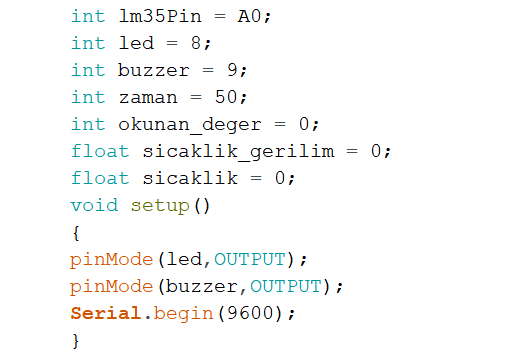 int lm35Pin = A0;
int led = 8;
int buzzer = 9;
int zaman = 50;
int okunan_deger = 0;
float sicaklik_gerilim = 0;
float sicaklik = 0;
void setup()
{
pinMode(led,OUTPUT);
pinMode(buzzer,OUTPUT);
Serial.begin(9600);
}